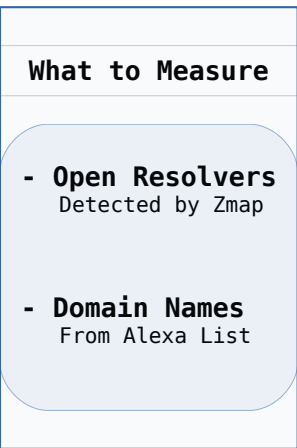 What to Measure
- Open Resolvers
Detected by Zmap
- Domain Names
From Alexa List